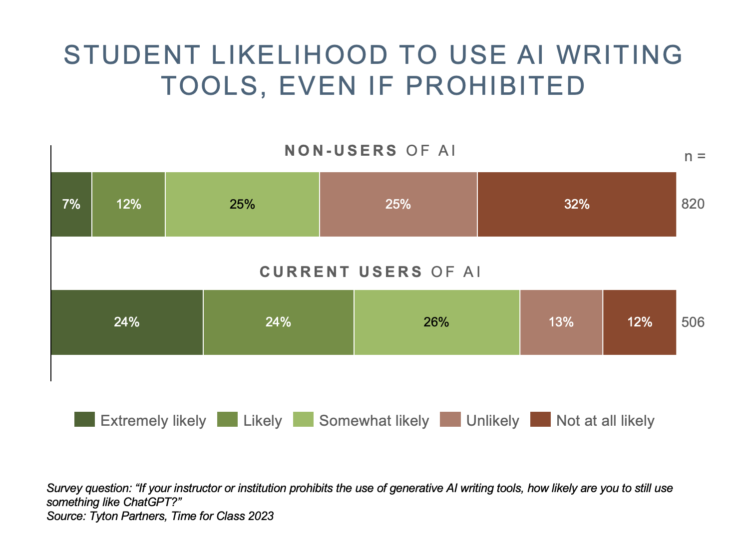 STUDENT LIKELIHOOD TO USE AI WRITING
TOOLS, EVEN IF PROHIBITED
NON-USERS OF AI
n =
7% 12% 25% 25% 32% 820
CURRENT USERS OF AI
24% 24% 26% 13% 12% 506
Extremely likely Likely Somewhat likely Unlikely Not at all likely
Survey question: “If your instructor or institution prohibits the use of generative AI writing tools, how likely are you to still use
something like ChatGPT?”
Source: Tyton Partners, Time for Class 2023